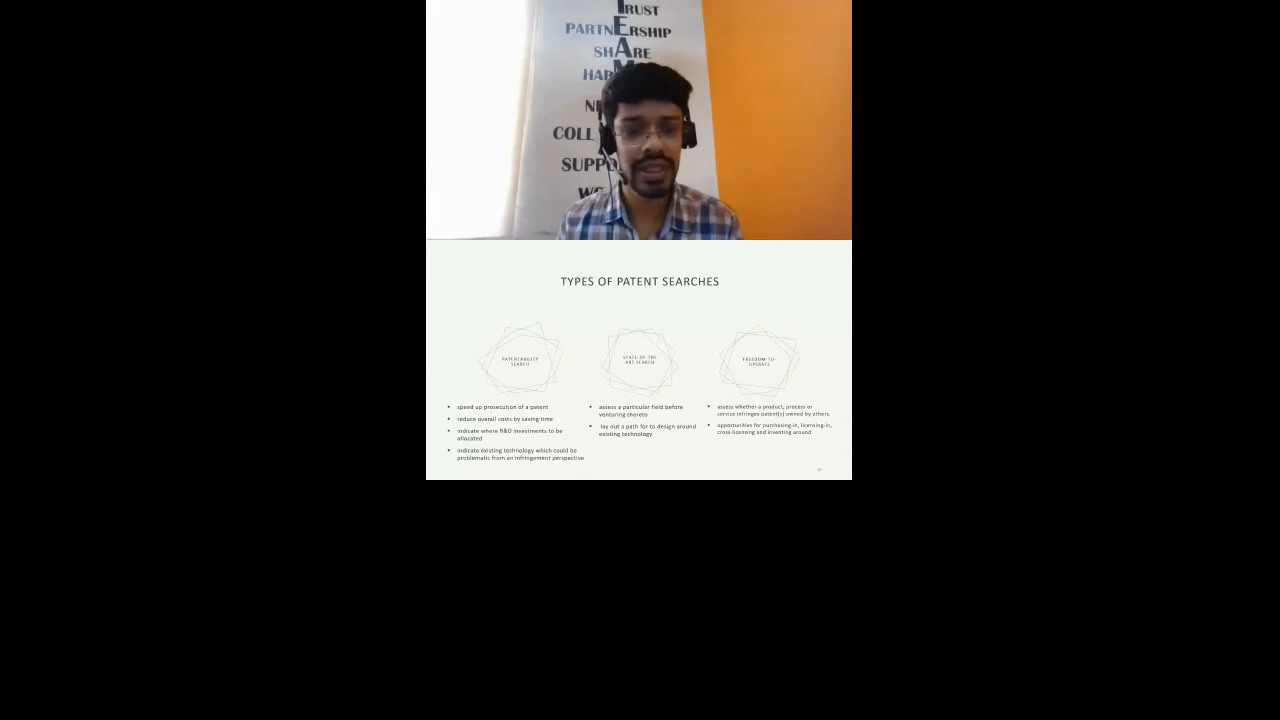 TRUST
PARTNERSHIP
SHARE
HAR
COLL
SUPPO
TYPES OF PATENT SEARCHES
PATENTABILITY
SEARCH
STATE-OF-THE
ART SEARCH
FREEDOM-TO-
OPERATE
▪ speed up prosecution of a patent
▪ reduce overall costs by saving time
▪ indicate where R&D investments to be
allocated
▪ indicate existing technology which could be
problematic from an infringement perspective
▪ assess a particular field before
venturing thereto
▪ lay out a path for to design around
existing technology
▪ assess whether a product, process or
service infringes patent(s) owned by others.
▪ opportunities for purchasing-in, licensing-in,
cross-licensing and inventing around